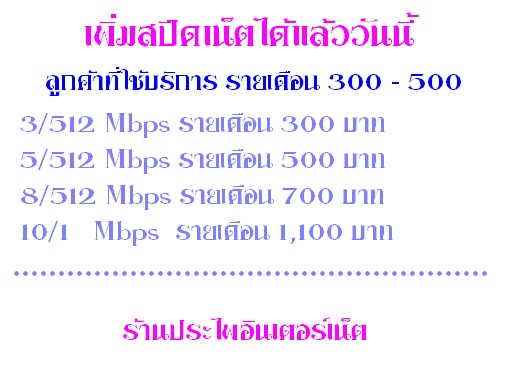 เพิ่มสปีดเน็ตได้แล้ววันนี้
ลูกค้าที่ใช้บริการ รายเดือน 300 - 500
3/512 Mbps รายเดือน 300 บาท
5/512 Mbps รายเดือน 500 บาท
8/512 Mbps รายเดือน 700 บาท
10/1 Mbps รายเดือน 1,100 บาท
......................................................
ร้านประไพอินเตอร์เน็ต